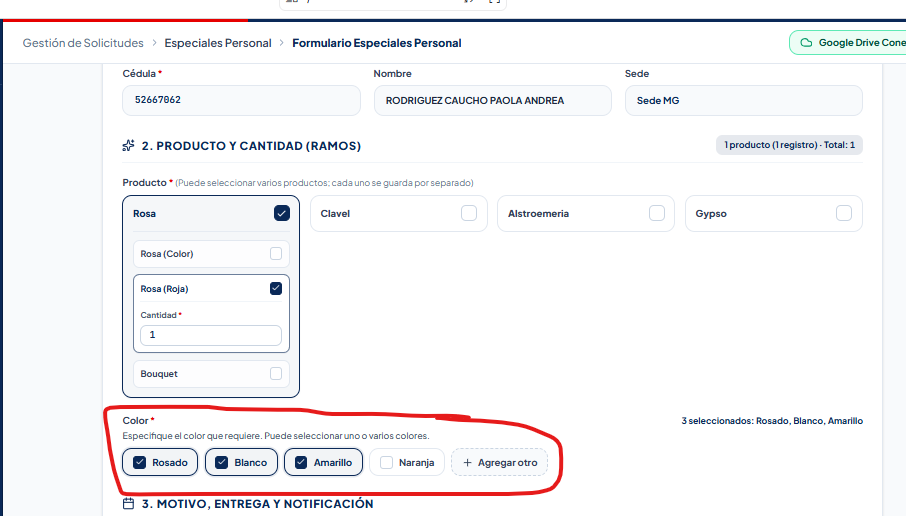 Gestión de Solicitudes > Especiales Personal > Formulario Especiales Personal
Google Drive Cone
Cédula * Nombre Sede
52667062 RODRIGUEZ CAUCHO PAOLA ANDREA Sede MG
2. PRODUCTO Y CANTIDAD (RAMOS) 1 producto (1 registro) · Total: 1
Producto * (Puede seleccionar varios productos; cada uno se guarda por separado)
Rosa Clavel Alstroemeria Gypso
Rosa (Color)
Rosa (Roja)
Cantidad *
1
Bouquet
Color * 3 seleccionados: Rosado, Blanco, Amarillo
Especifique el color que requiere. Puede seleccionar uno o varios colores.
Rosado Blanco Amarillo Naranja + Agregar otro
3. MOTIVO, ENTREGA Y NOTIFICACIÓN